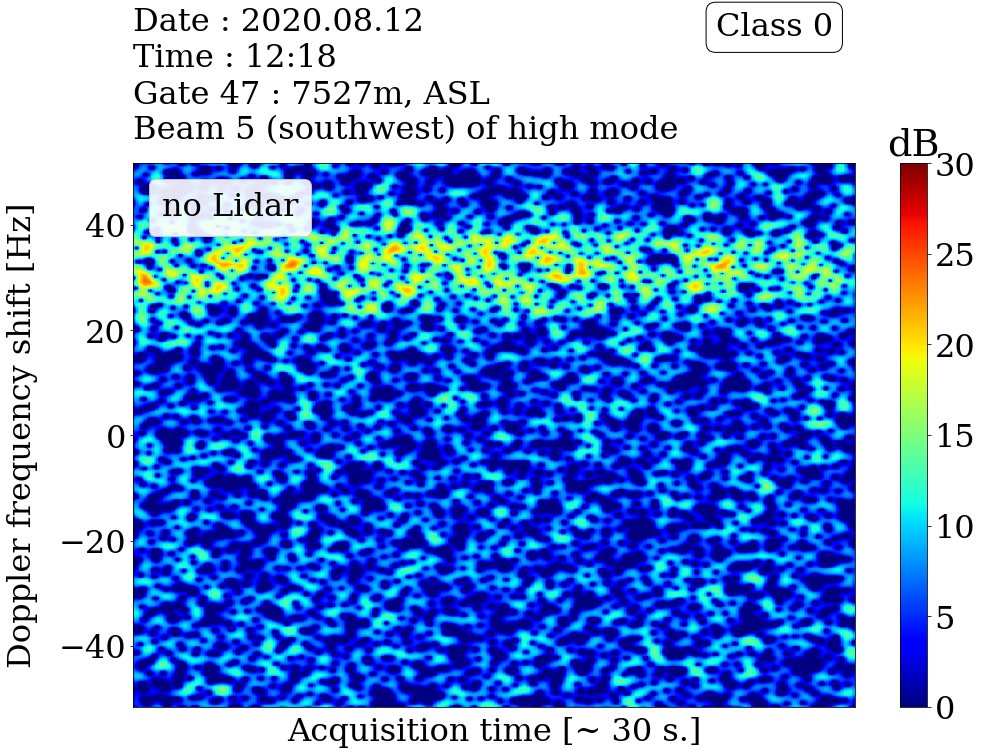 Date : 2020.08.12
Time : 12:18
Gate 47 : 7527m, ASL
Beam 5 (southwest) of high mode
Class 0
dB
no Lidar
Doppler frequency shift [Hz]
40
20
0
−20
−40
30
25
20
15
10
5
0
Acquisition time [~ 30 s.]